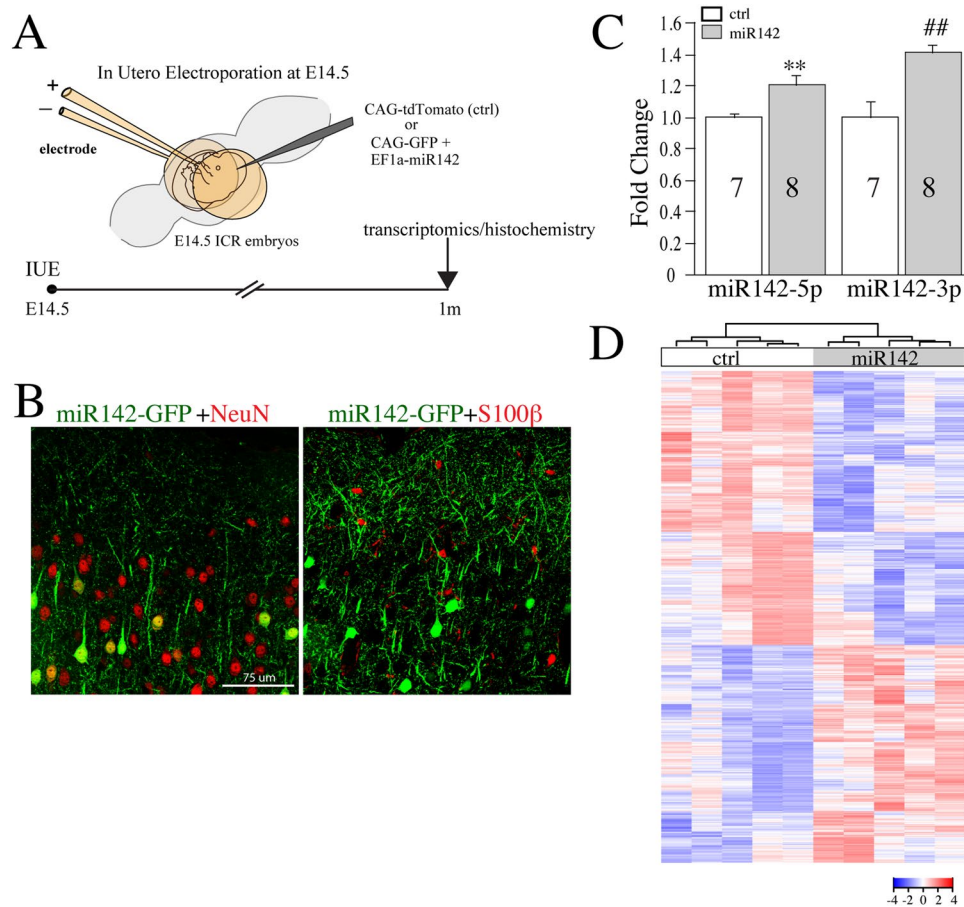 A
In Utero Electroporation at E14.5
+
−
electrode
CAG-tdTomato (ctrl)
or
CAG-GFP +
EF1a-miR142
E14.5 ICR embryos
transcriptomics/histochemistry
IUE
E14.5
1m
B
miR142-GFP +NeuN
miR142-GFP+S100β
75 um
C
ctrl
miR142
Fold Change
1.6
1.4
1.2
1.0
0.8
0.6
0.4
0.2
0
**
##
7
8
7
8
miR142-5p
miR142-3p
D
ctrl
miR142
-4 -2 0 2 4